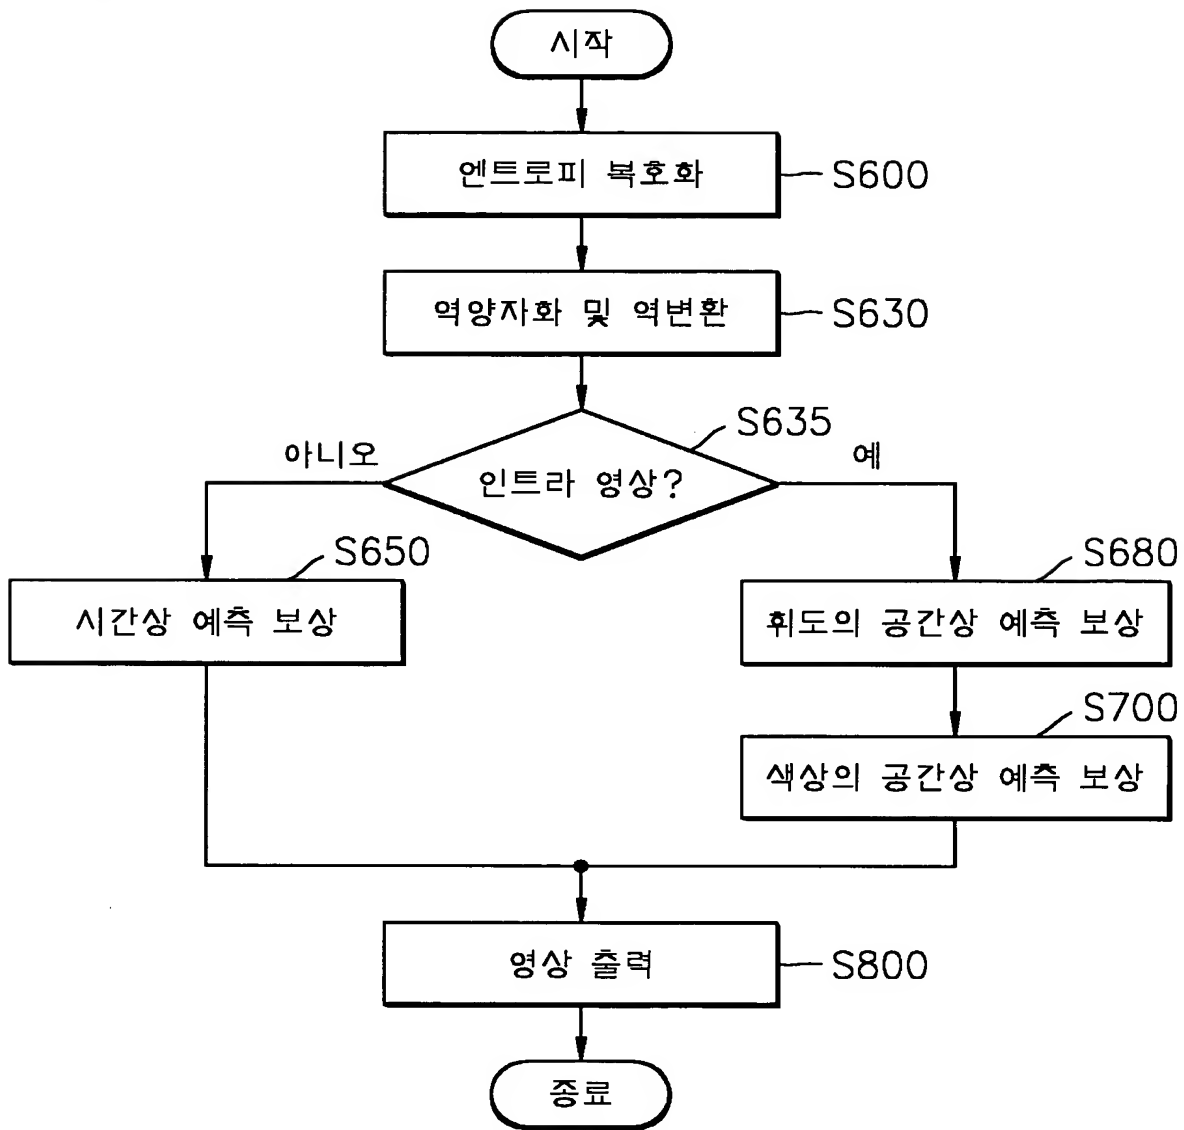 시작
엔트로피 복호화
S600
역양자화 및 역변환
S630
S635
아니오
인트라 영상?
예
S650
시간상 예측 보상
S680
휘도의 공간상 예측 보상
S700
색상의 공간상 예측 보상
영상 출력
S800
종료